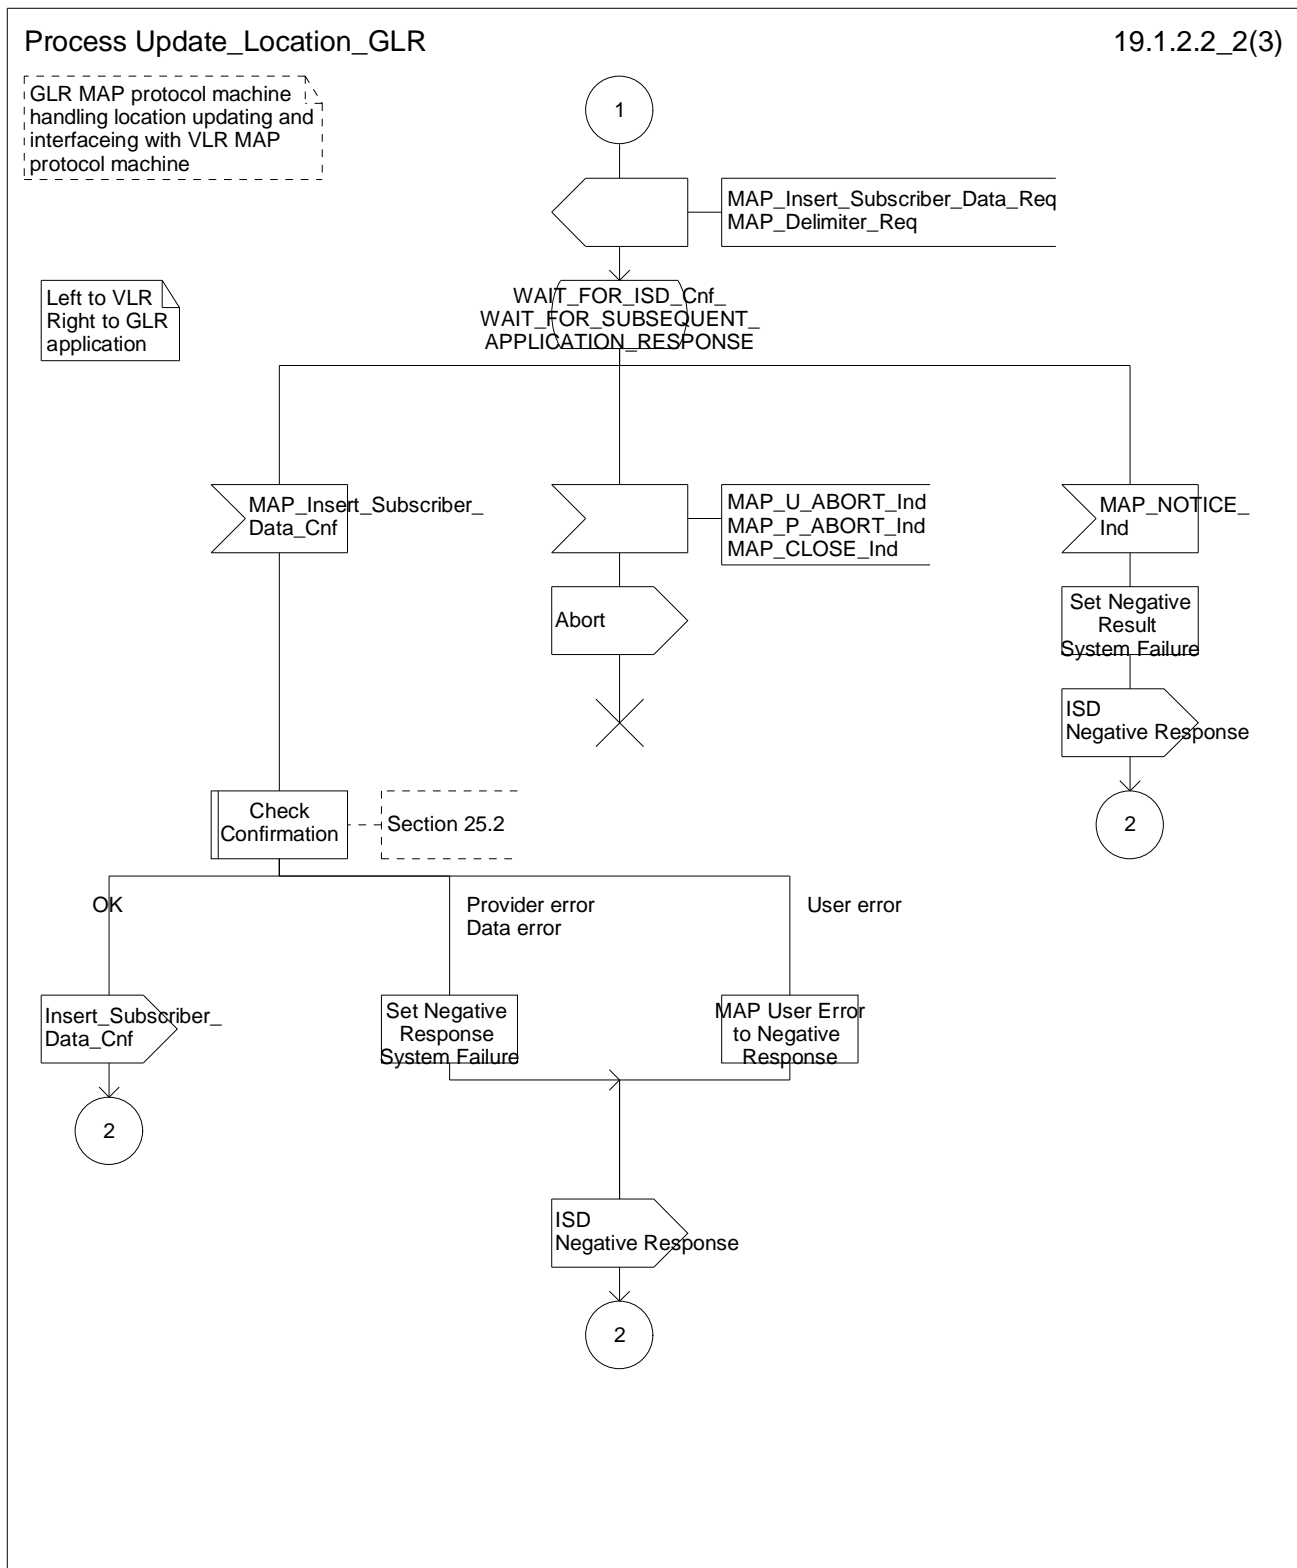 Process Update_Location_GLR
19.1.2.2_2(3)
GLR MAP protocol machine
handling location updating and
interfaceing with VLR MAP
protocol machine
1
MAP_Insert_Subscriber_Data_Req
MAP_Delimiter_Req
Left to VLR
Right to GLR
application
WAIT_FOR_ISD_Cnf_
WAIT_FOR_SUBSEQUENT_
APPLICATION_RESPONSE
MAP_Insert_Subscriber_
Data_Cnf
MAP_U_ABORT_Ind
MAP_P_ABORT_Ind
MAP_CLOSE_Ind
MAP_NOTICE_
Ind
Abort
Set Negative
Result
System Failure
ISD
Negative Response
2
Check
Confirmation
Section 25.2
OK
Provider error
Data error
User error
Insert_Subscriber_
Data_Cnf
Set Negative
Response
System Failure
MAP User Error
to Negative
Response
2
ISD
Negative Response
2